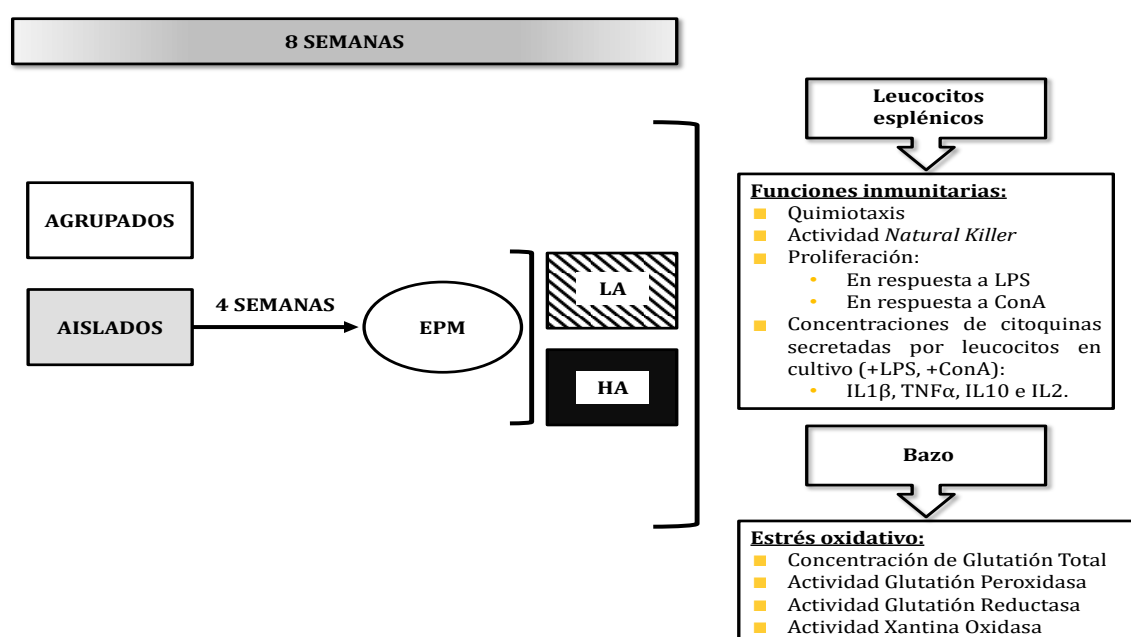 8 SEMANAS
AGRUPADOS
AISLADOS
4 SEMANAS
EPM
LA
HA
Leucocitos
esplénicos
Funciones inmunitarias:
Quimiotaxis
Actividad Natural Killer
Proliferación:
En respuesta a LPS
En respuesta a ConA
Concentraciones de citoquinas
secretadas por leucocitos en
cultivo (+LPS, +ConA):
IL1β, TNFα, IL10 e IL2.
Bazo
Estrés oxidativo:
Concentración de Glutatión Total
Actividad Glutatión Peroxidasa
Actividad Glutatión Reductasa
Actividad Xantina Oxidasa